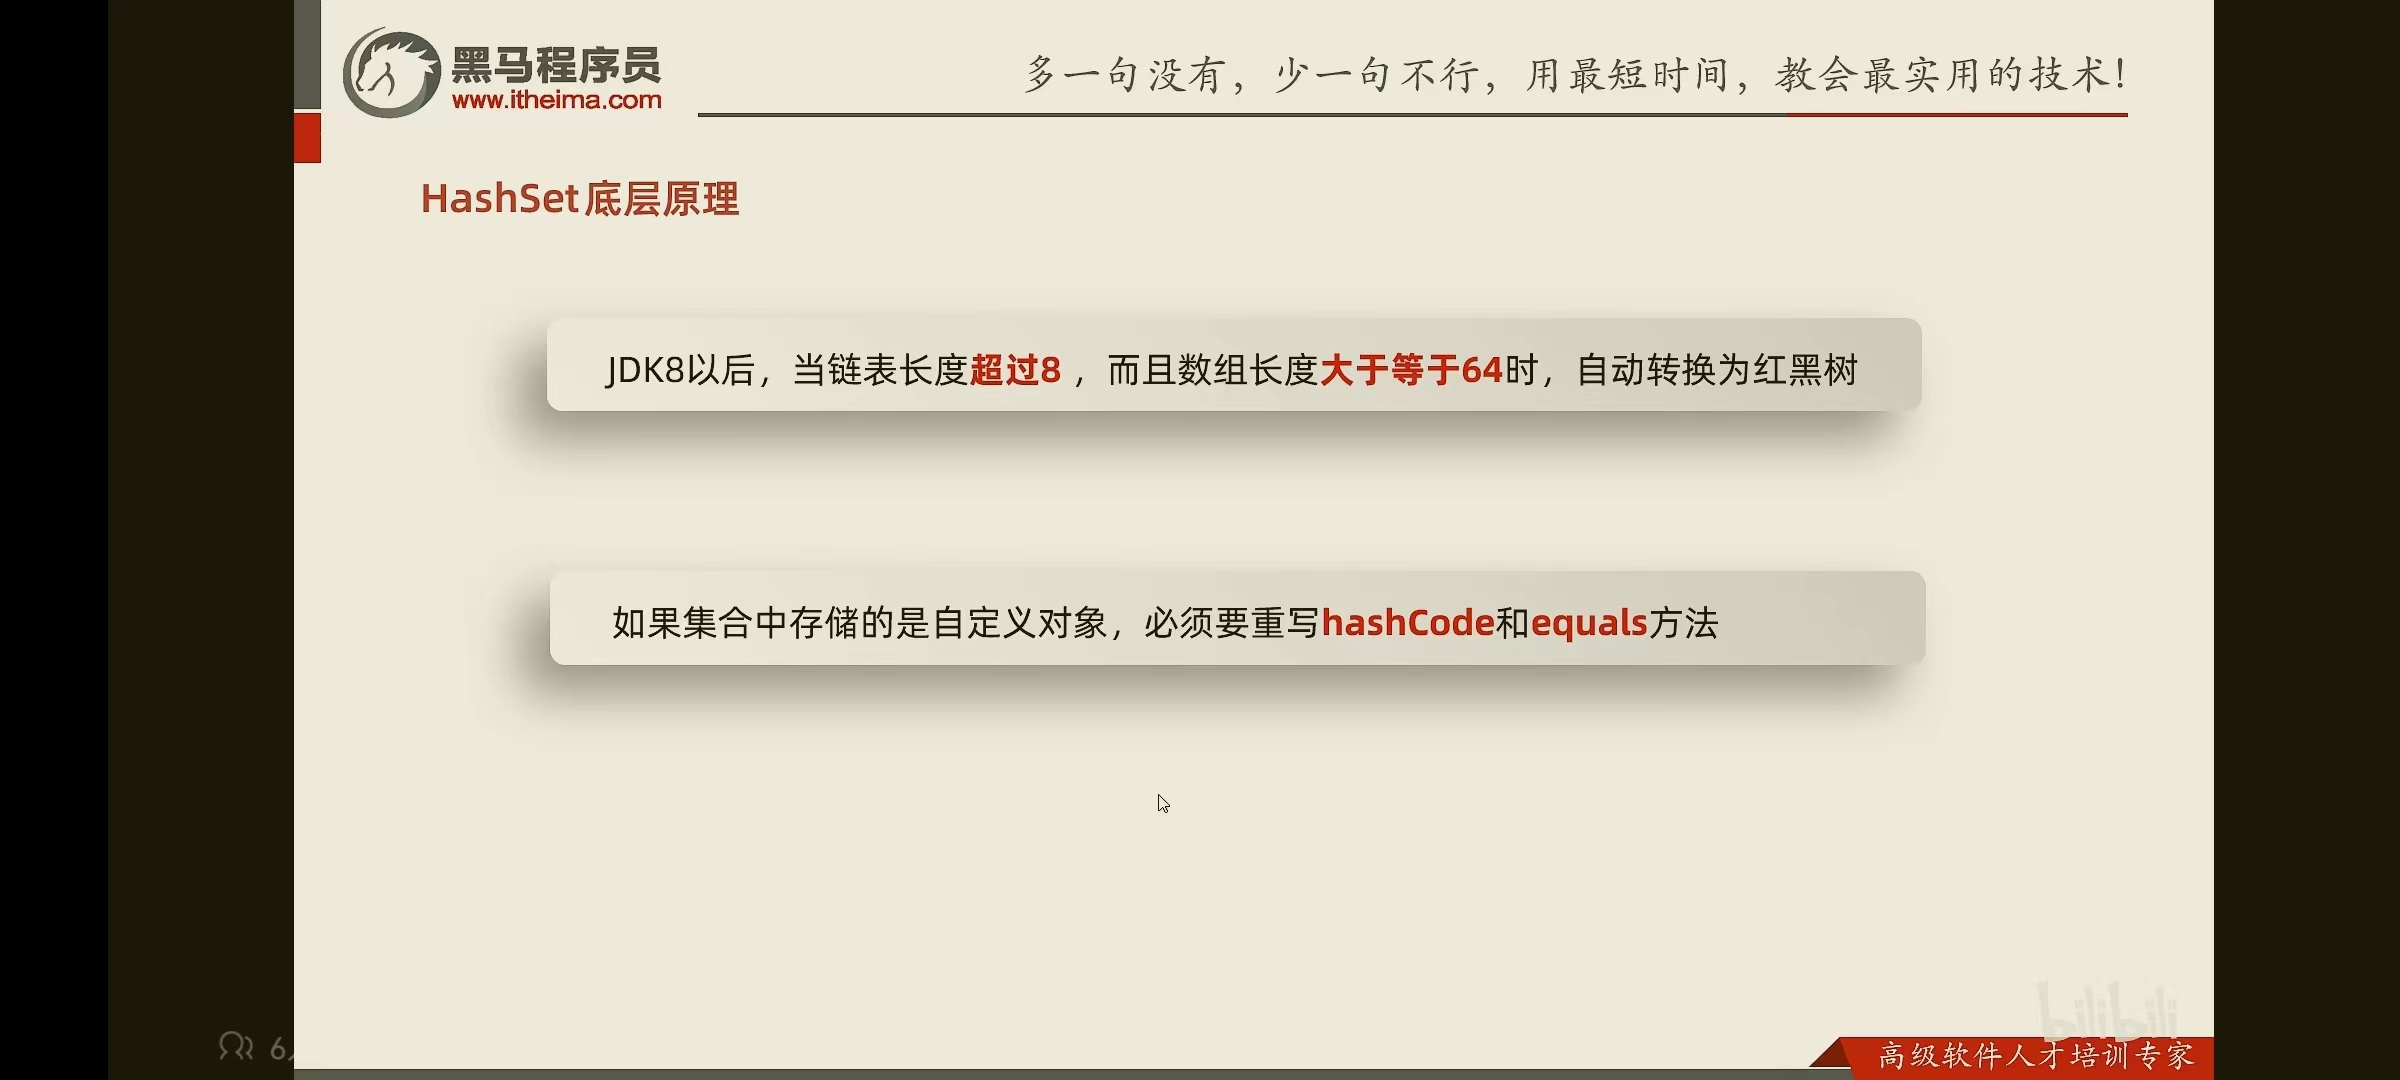 黑马程序员
www.itheima.com
多一句没有，少一句不行，用最短时间，教会最实用的技术！
HashSet底层原理
JDK8以后，当链表长度超过8，而且数组长度大于等于64时，自动转换为红黑树
如果集合中存储的是自定义对象，必须要重写hashCode和equals方法
bilibili
高级软件人才培训专家